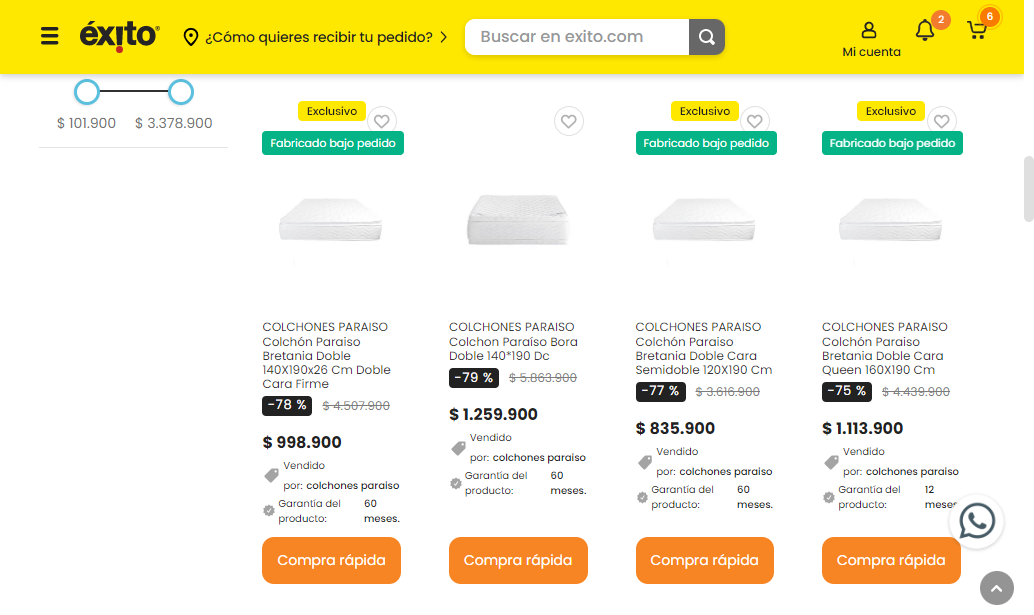 éxito
¿Cómo quieres recibir tu pedido?
Buscar en exito.com
Mi cuenta
2
6
$ 101.900 $ 3.378.900
Exclusivo
Fabricado bajo pedido
COLCHONES PARAISO
Colchón Paraiso
Bretania Doble
140X190x26 Cm Doble
Cara Firme
-78 % $ 4.507.900
$ 998.900
Vendido
por: colchones paraiso
Garantía del
producto:
60
meses.
Compra rápida
COLCHONES PARAISO
Colchon Paraíso Bora
Doble 140*190 Dc
-79 % $ 5.863.900
$ 1.259.900
Vendido
por: colchones paraiso
Garantía del
producto:
60
meses.
Compra rápida
Exclusivo
Fabricado bajo pedido
COLCHONES PARAISO
Colchón Paraiso
Bretania Doble Cara
Semidoble 120X190 Cm
-77 % $ 3.616.900
$ 835.900
Vendido
por: colchones paraiso
Garantía del
producto:
60
meses.
Compra rápida
Exclusivo
Fabricado bajo pedido
COLCHONES PARAISO
Colchón Paraiso
Bretania Doble Cara
Queen 160X190 Cm
-75 % $ 4.439.900
$ 1.113.900
Vendido
por: colchones paraiso
Garantía del
producto:
12
meses
Compra rápida